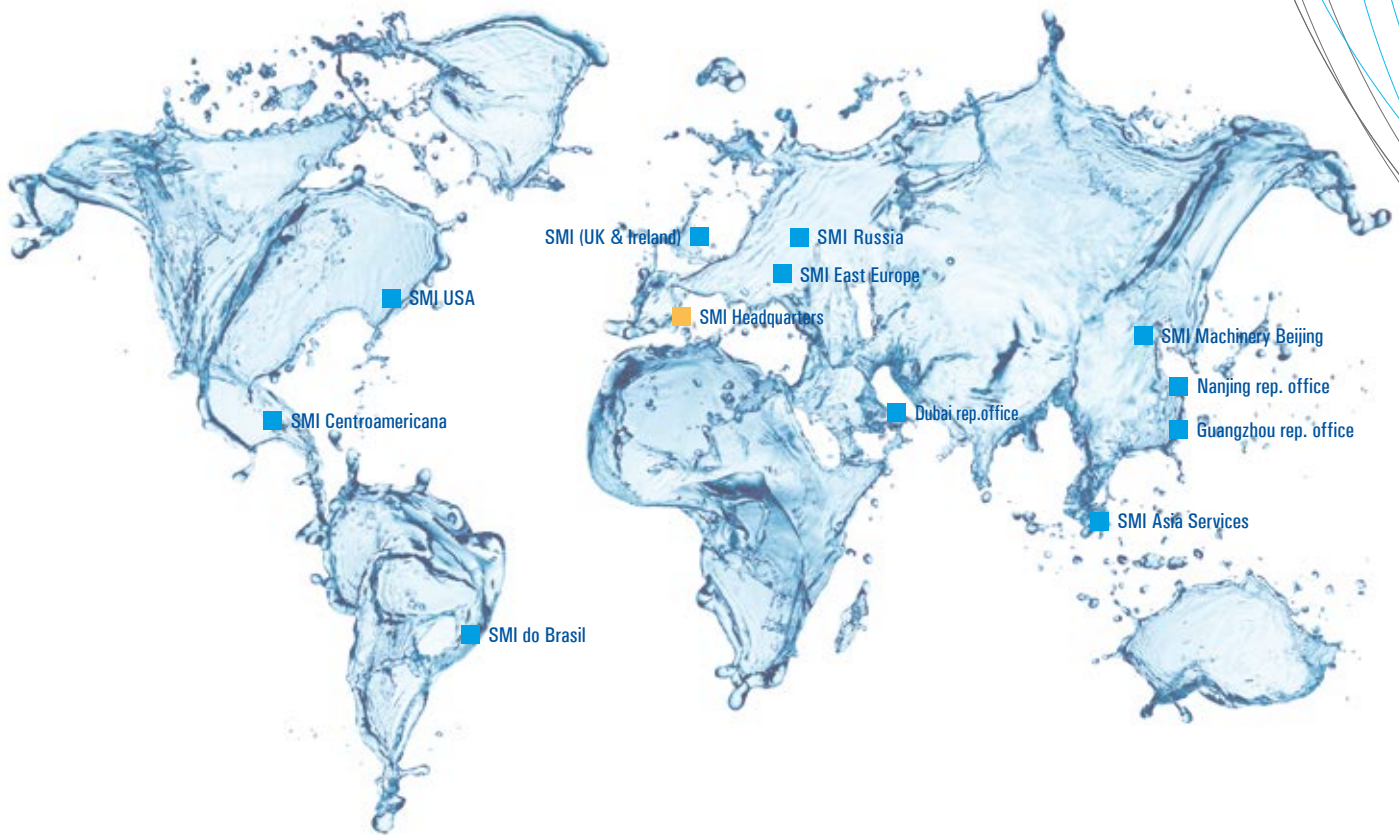 SMI (UK & Ireland)
SMI Russia
SMI East Europe
SMI USA
SMI Headquarters
SMI Machinery Beijing
Nanjing rep. office
Dubai rep.office
SMI Centroamericana
Guangzhou rep. office
SMI Asia Services
SMI do Brasil